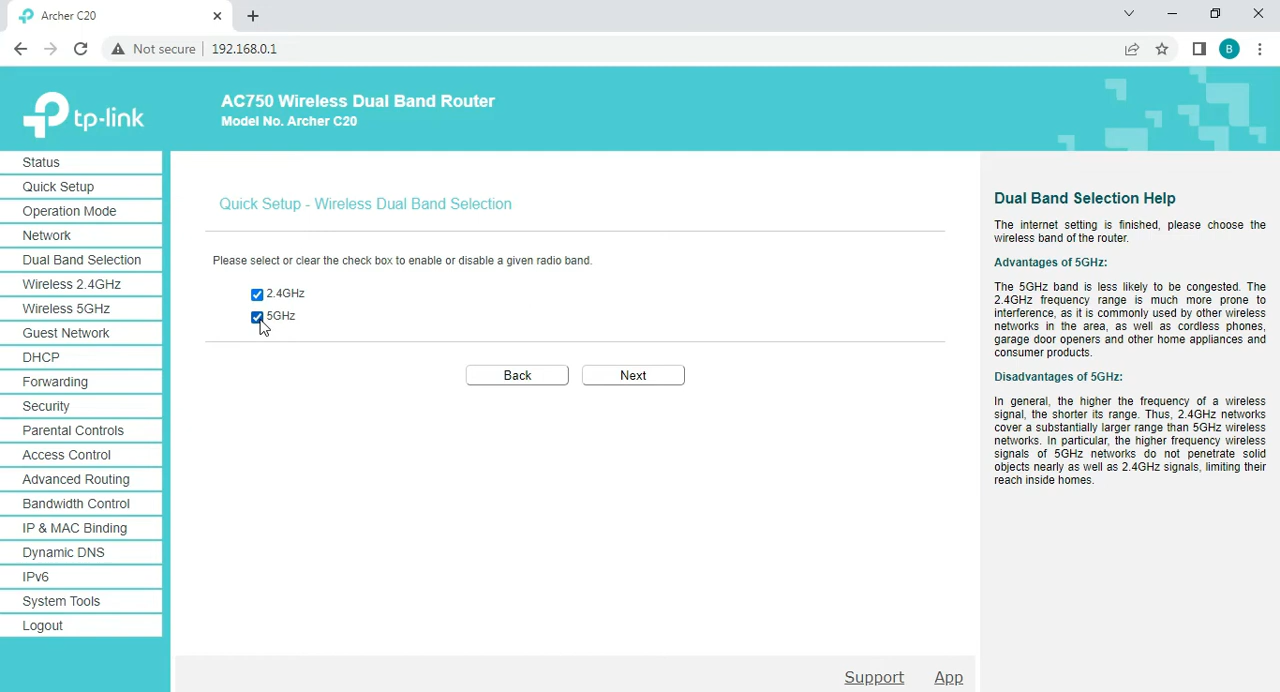 Archer C20
Not secure
192.168.0.1
B
tp-link
AC750 Wireless Dual Band Router
Model No. Archer C20
Status
Quick Setup
Operation Mode
Network
Dual Band Selection
Wireless 2.4GHz
Wireless 5GHz
Guest Network
DHCP
Forwarding
Security
Parental Controls
Access Control
Advanced Routing
Bandwidth Control
IP & MAC Binding
Dynamic DNS
IPv6
System Tools
Logout
Quick Setup - Wireless Dual Band Selection
Please select or clear the check box to enable or disable a given radio band.
2.4GHz
5GHz
Back
Next
Dual Band Selection Help
The internet setting is finished, please choose the
wireless band of the router.
Advantages of 5GHz:
The 5GHz band is less likely to be congested. The
2.4GHz frequency range is much more prone to
interference, as it is commonly used by other wireless
networks in the area, as well as cordless phones,
garage door openers and other home appliances and
consumer products.
Disadvantages of 5GHz:
In general, the higher the frequency of a wireless
signal, the shorter its range. Thus, 2.4GHz networks
cover a substantially larger range than 5GHz wireless
networks. In particular, the higher frequency wireless
signals of 5GHz networks do not penetrate solid
objects nearly as well as 2.4GHz signals, limiting their
reach inside homes.
Support
App